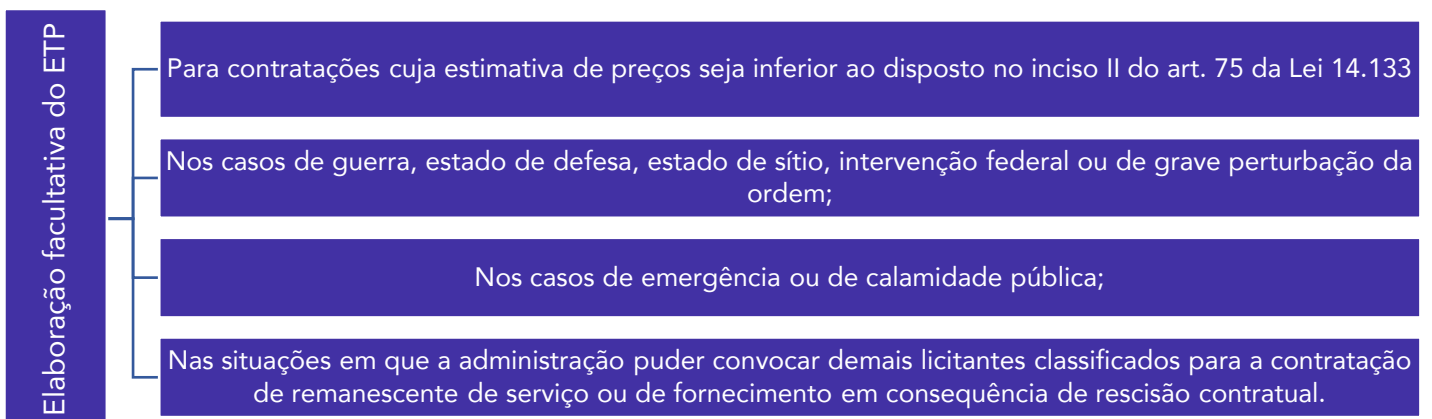 Elaboração facultativa do ETP
Para contratações cuja estimativa de preços seja inferior ao disposto no inciso II do art. 75 da Lei 14.133
Nos casos de guerra, estado de defesa, estado de sítio, intervenção federal ou de grave perturbação da
ordem;
Nos casos de emergência ou de calamidade pública;
Nas situações em que a administração puder convocar demais licitantes classificados para a contratação
de remanescente de serviço ou de fornecimento em consequência de rescisão contratual.